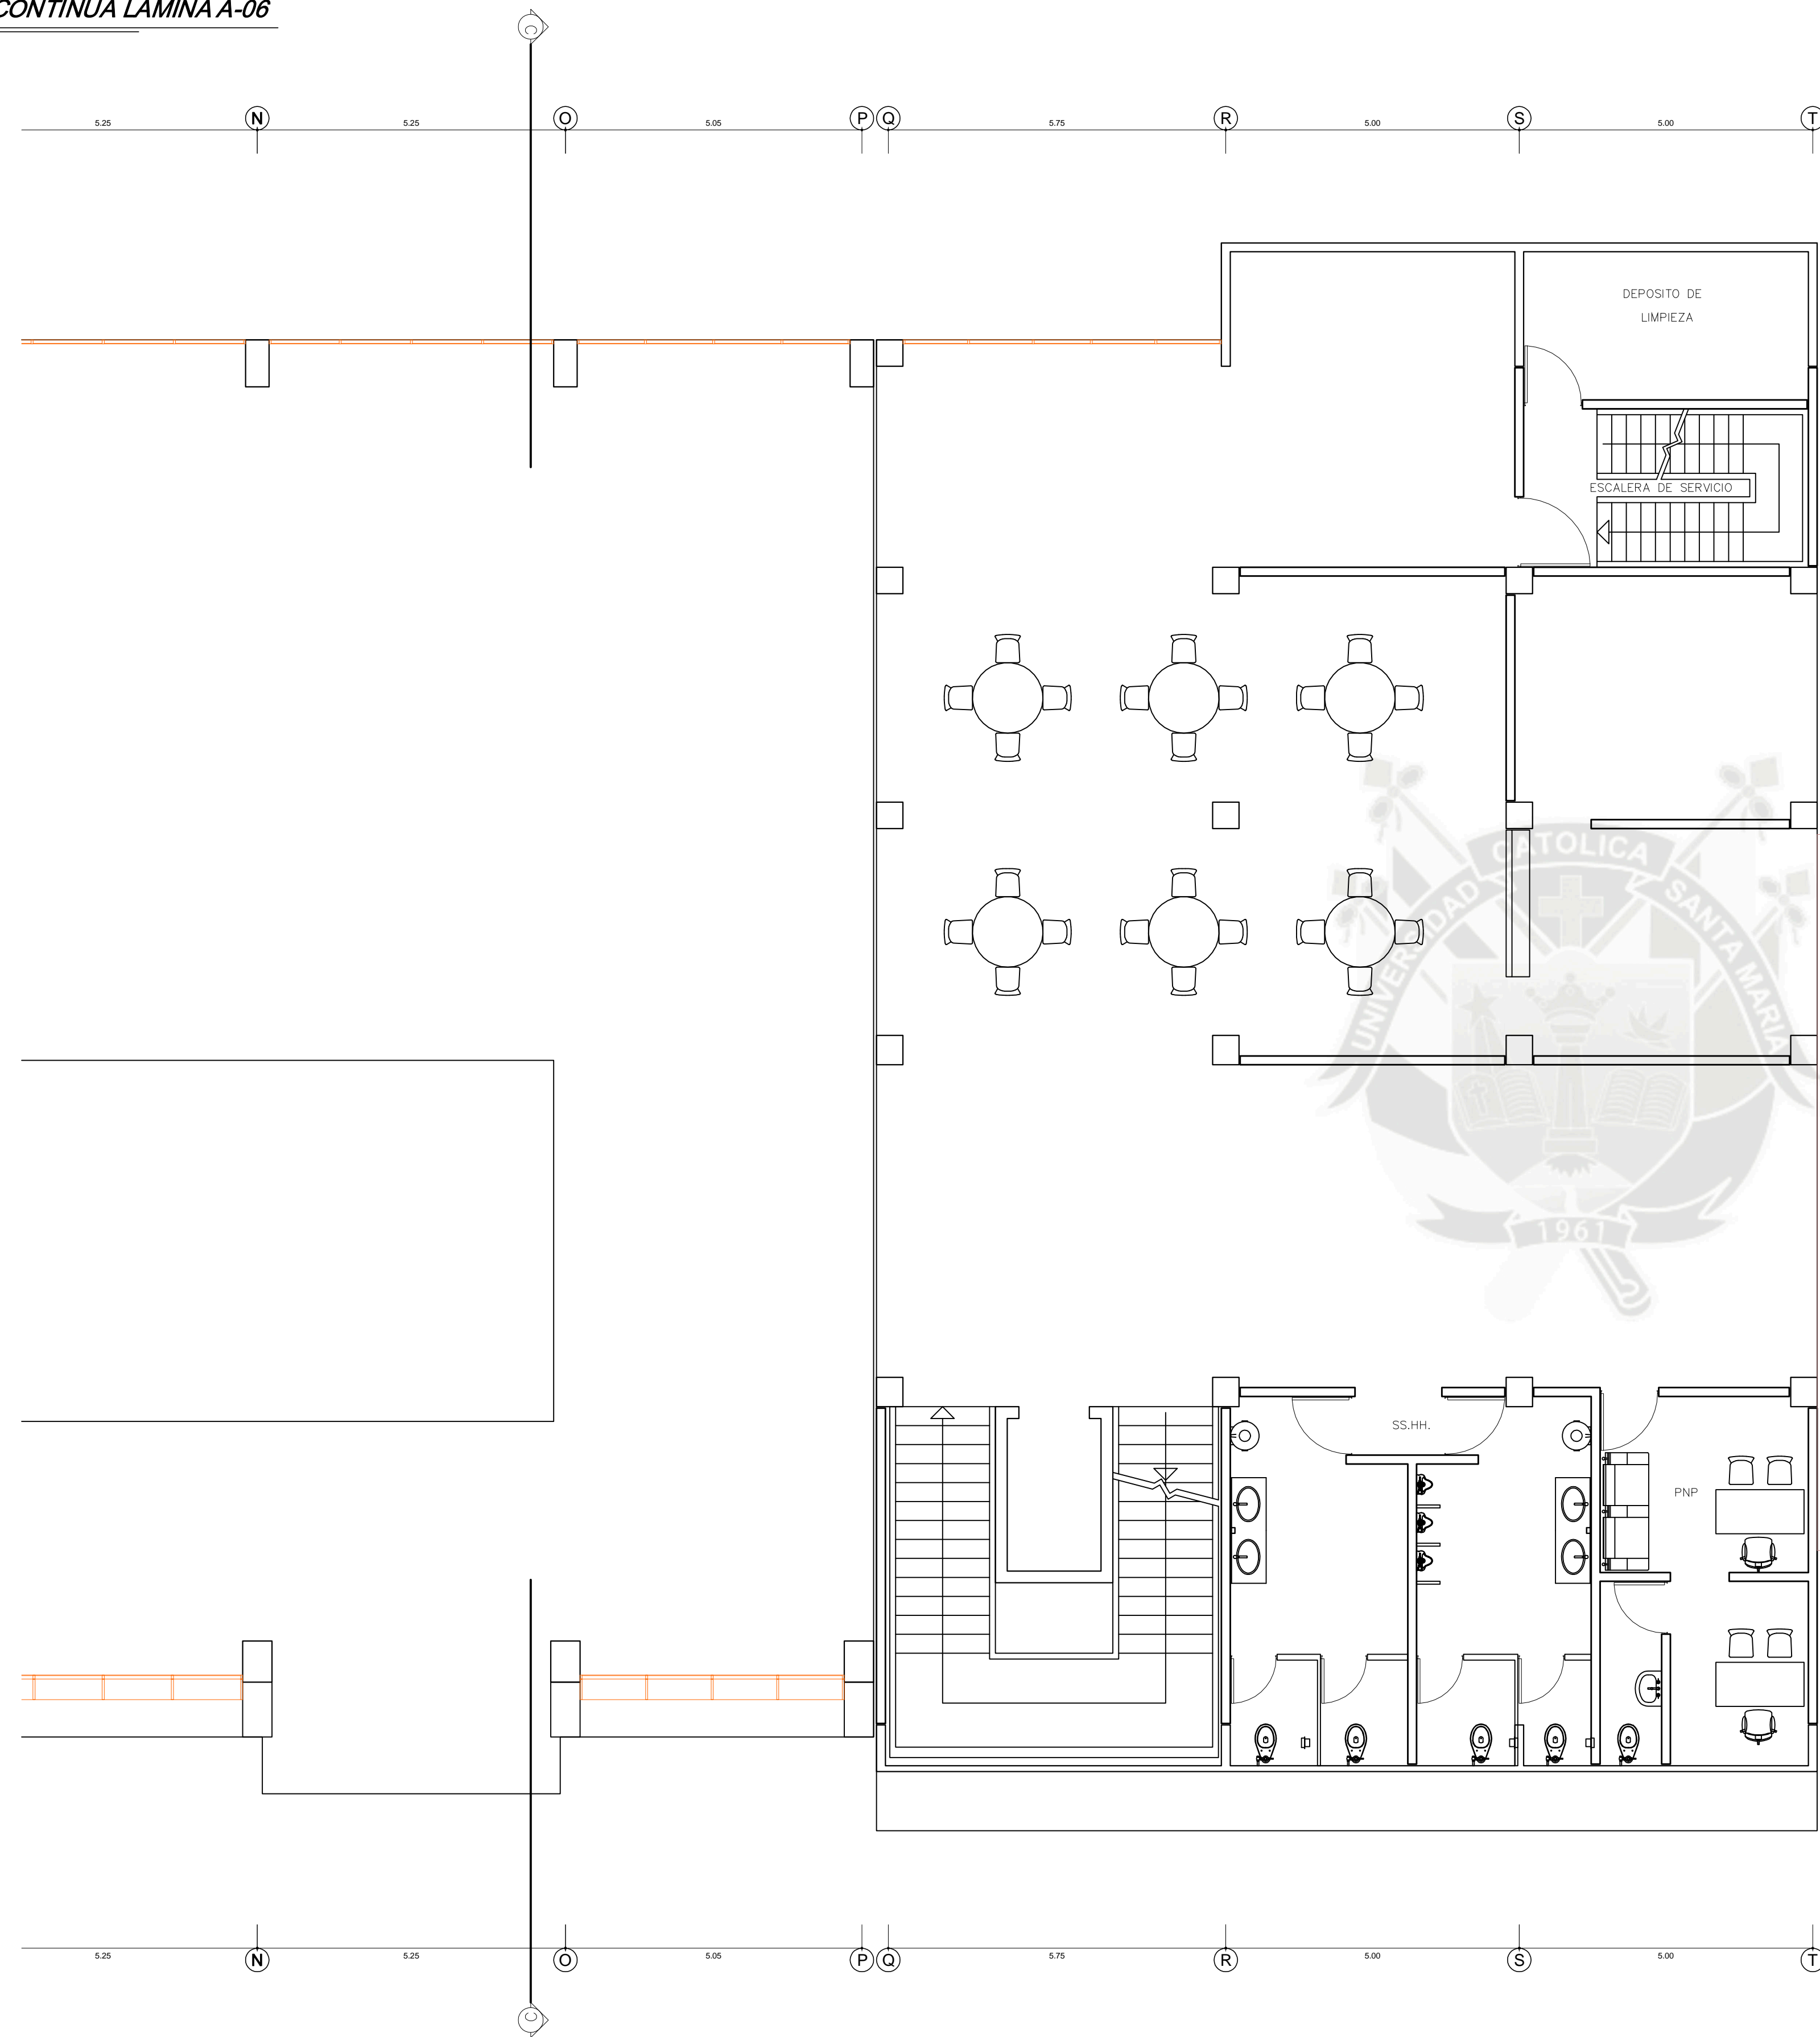 CONTINUA LAMINA A-06
C
N O P Q R S T
5.25 5.25 5.05 5.75 5.00 5.00
DEPOSITO DE
LIMPIEZA
ESCALERA DE SERVICIO
UNIVERSIDAD CATOLICA SANTA MARIA
1961
SS.HH.
PNP
5.25 5.25 5.05 5.75 5.00 5.00
N O P Q R S T
C